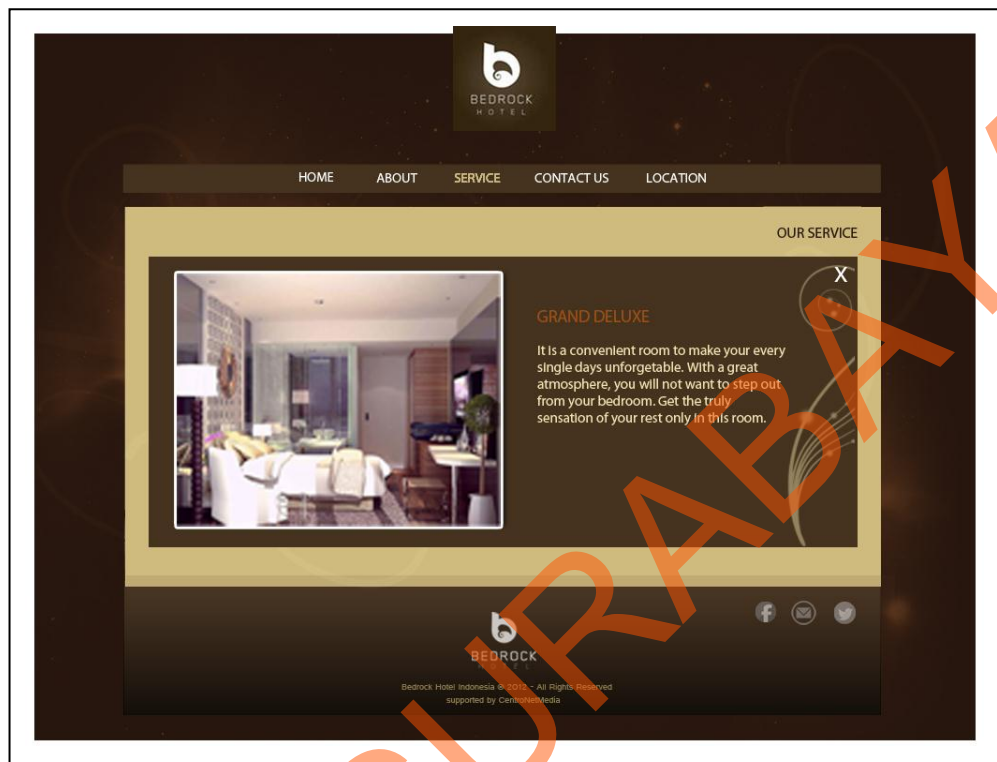 BEDROCK
HOTEL
HOME ABOUT SERVICE CONTACT US LOCATION
OUR SERVICE
X
GRAND DELUXE
It is a convenient room to make your every
single days unforgetable. With a great
atmosphere, you will not want to step out
from your bedroom. Get the truly
sensation of your rest only in this room.
BEDROCK
HOTEL
Bedrock Hotel Indonesia © 2012 - All Rights Reserved
supported by CentroNetMedia
SURABAYA